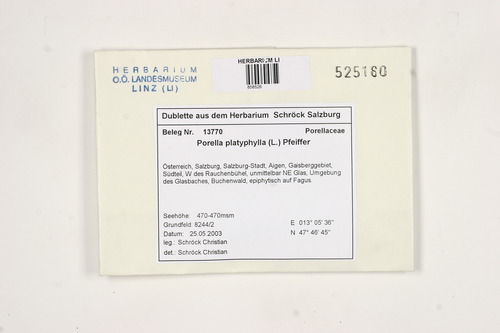 HERBARIUM
O.Ö. LANDESMUSEUM
LINZ (LI)
HERBARIUM LI
525160
Dublette aus dem Herbarium Schröck Salzburg
Beleg Nr. 13770 Porellaceae
Porella platyphylla (L.) Pfeiffer
Österreich, Salzburg, Salzburg-Stadt, Aigen, Gaisberggebiet,
Südteil, W des Rauchenbühel, unmittelbar NE Glas, Umgebung
des Glasbaches, Buchenwald, epiphytisch auf Fagus.
Seehöhe: 470-470msm E 013° 05' 36"
Grundfeld: 8244/2
Datum: 25.05.2003 N 47° 46' 45"
leg.: Schröck Christian
det. Schröck Christian